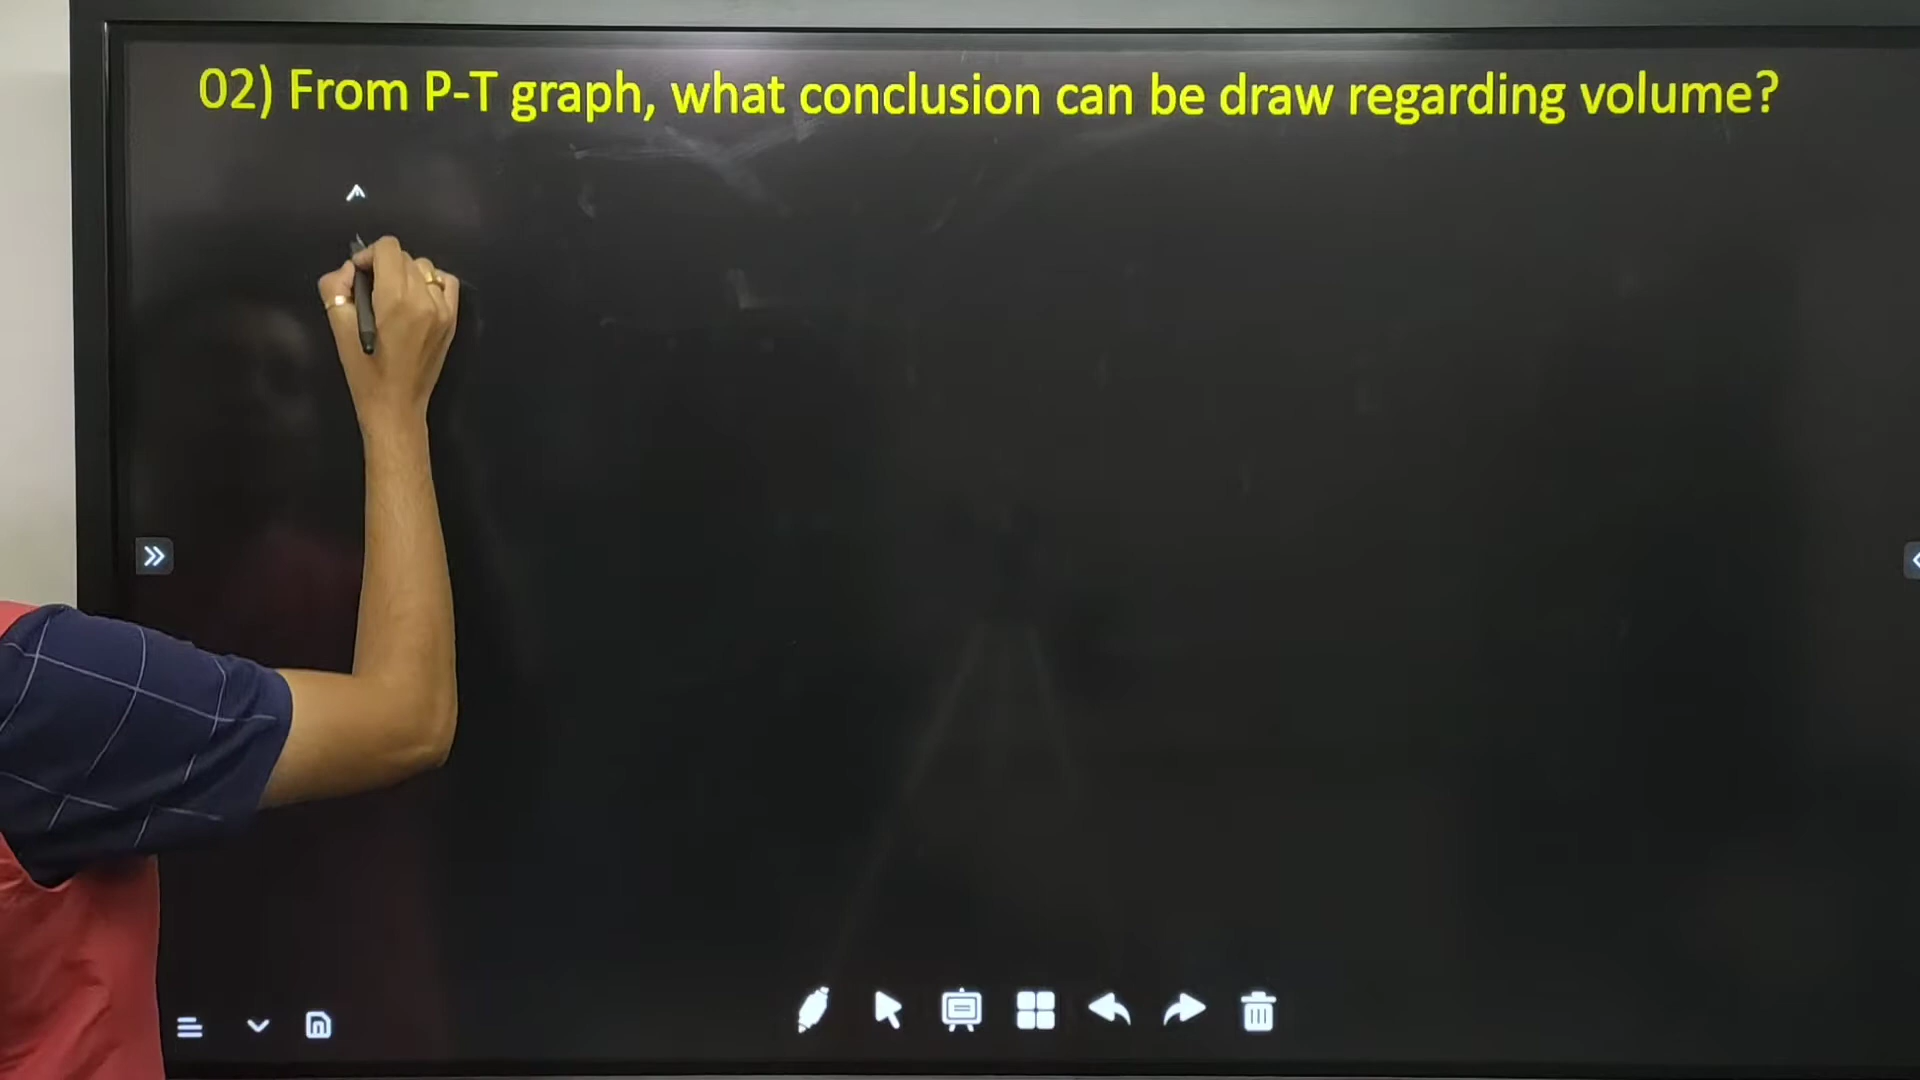 02) From P-T graph, what conclusion can be draw regarding volume?